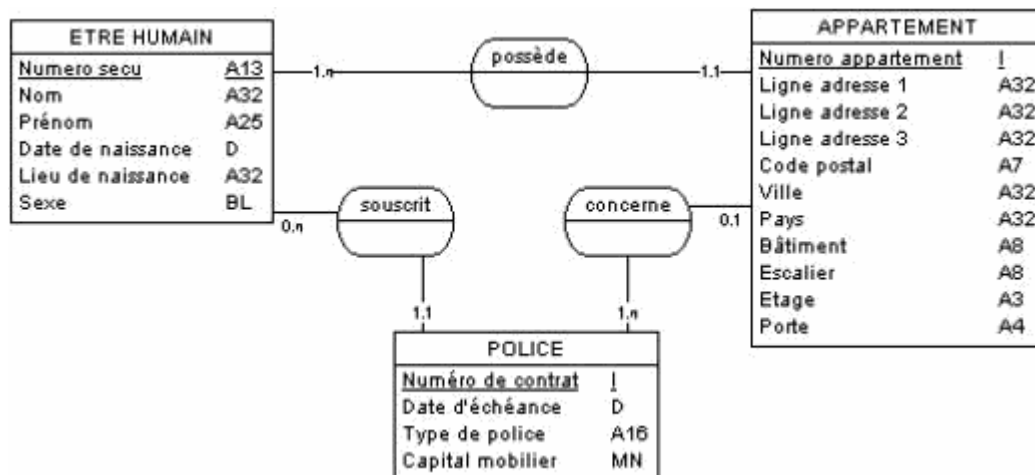 ETRE HUMAIN
Numero secu A13
Nom A32
Prénom A25
Date de naissance D
Lieu de naissance A32
Sexe BL
1.n
possède
1.1
APPARTEMENT
Numero appartement I
Ligne adresse 1 A32
Ligne adresse 2 A32
Ligne adresse 3 A32
Code postal A7
Ville A32
Pays A32
Bâtiment A8
Escalier A8
Etage A3
Porte A4
0.n
souscrit
1.1
concerne
0.1
1.n
POLICE
Numéro de contrat I
Date d'échéance D
Type de police A16
Capital mobilier MN